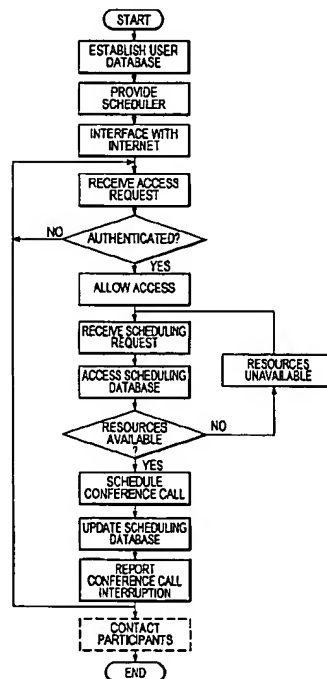 START
ESTABLISH USER
DATABASE
PROVIDE
SCHEDULER
INTERFACE WITH
INTERNET
RECEIVE ACCESS
REQUEST
NO
AUTHENTICATED?
YES
ALLOW ACCESS
RECEIVE SCHEDULING
REQUEST
RESOURCES
UNAVAILABLE
ACCESS SCHEDULING
DATABASE
RESOURCES
AVAILABLE
?
NO
YES
SCHEDULE
CONFERENCE CALL
UPDATE SCHEDULING
DATABASE
REPORT
CONFERENCE CALL
INTERRUPTION
CONTACT
PARTICIPANTS
END